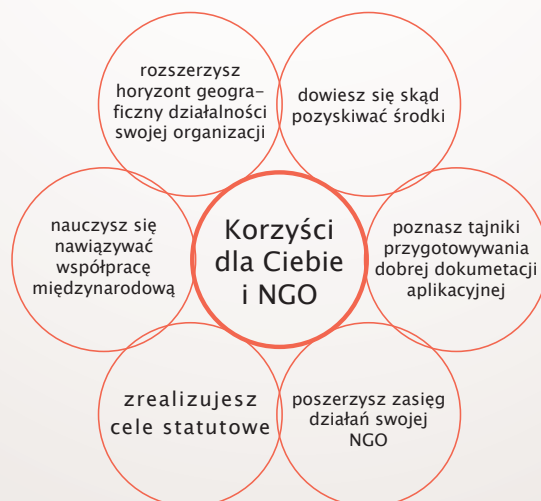 rozszerzysz
horyzont geogra-
ficzny działalności
swojej organizacji
dowiesz się skąd
pozyskiwać środki
nauczysz się
nawiązywać
współpracę
międzynarodową
Korzyści
dla Ciebie
i NGO
poznasz tajniki
przygotowywania
dobrej dokumetacji
aplikacyjnej
zrealizujesz
cele statutowe
poszerzysz zasięg
działań swojej
NGO